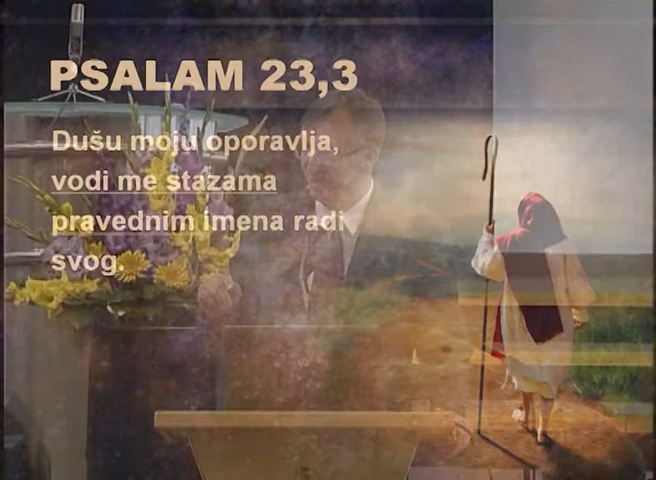 PSALAM 23,3
Dušu moju oporavlja,
vodi me stazama
pravednim imena radi
svog.